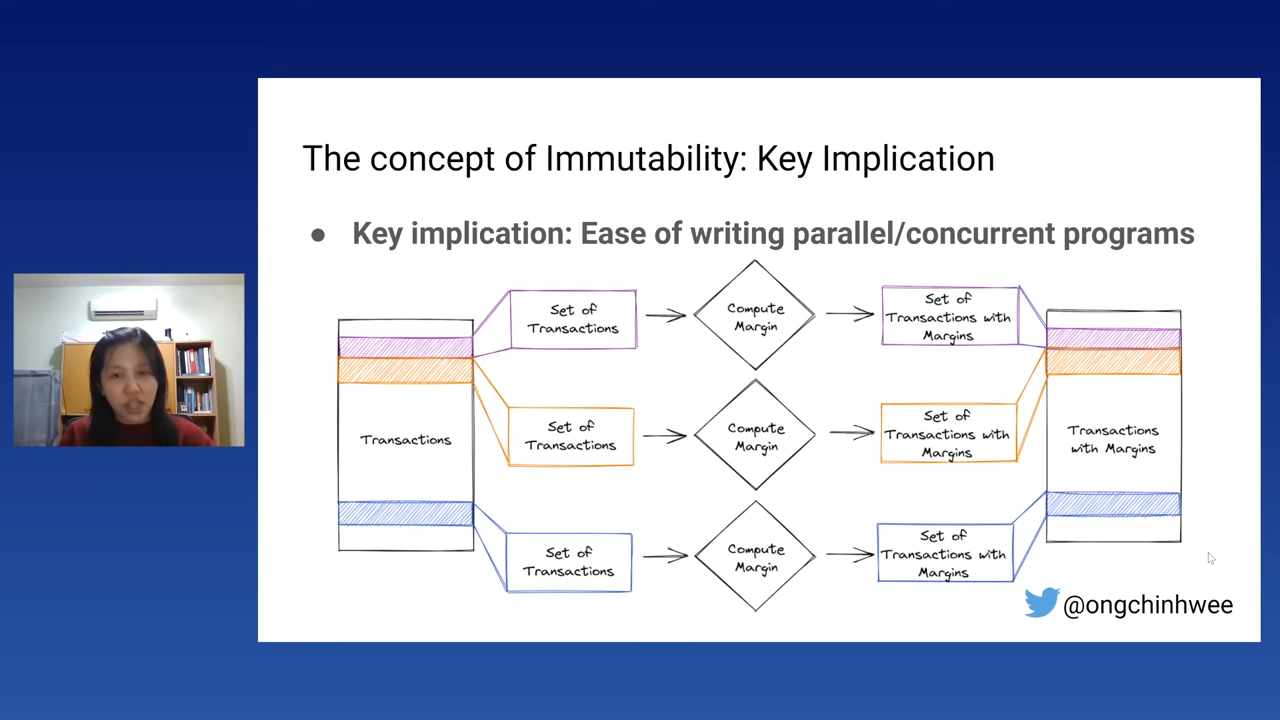 The concept of Immutability: Key Implication
● Key implication: Ease of writing parallel/concurrent programs
Transactions
Set of
Transactions
Compute
Margin
Set of
Transactions with
Margins
Set of
Transactions
Compute
Margin
Set of
Transactions with
Margins
Set of
Transactions
Compute
Margin
Set of
Transactions with
Margins
Transactions
with Margins
@ongchinhwee